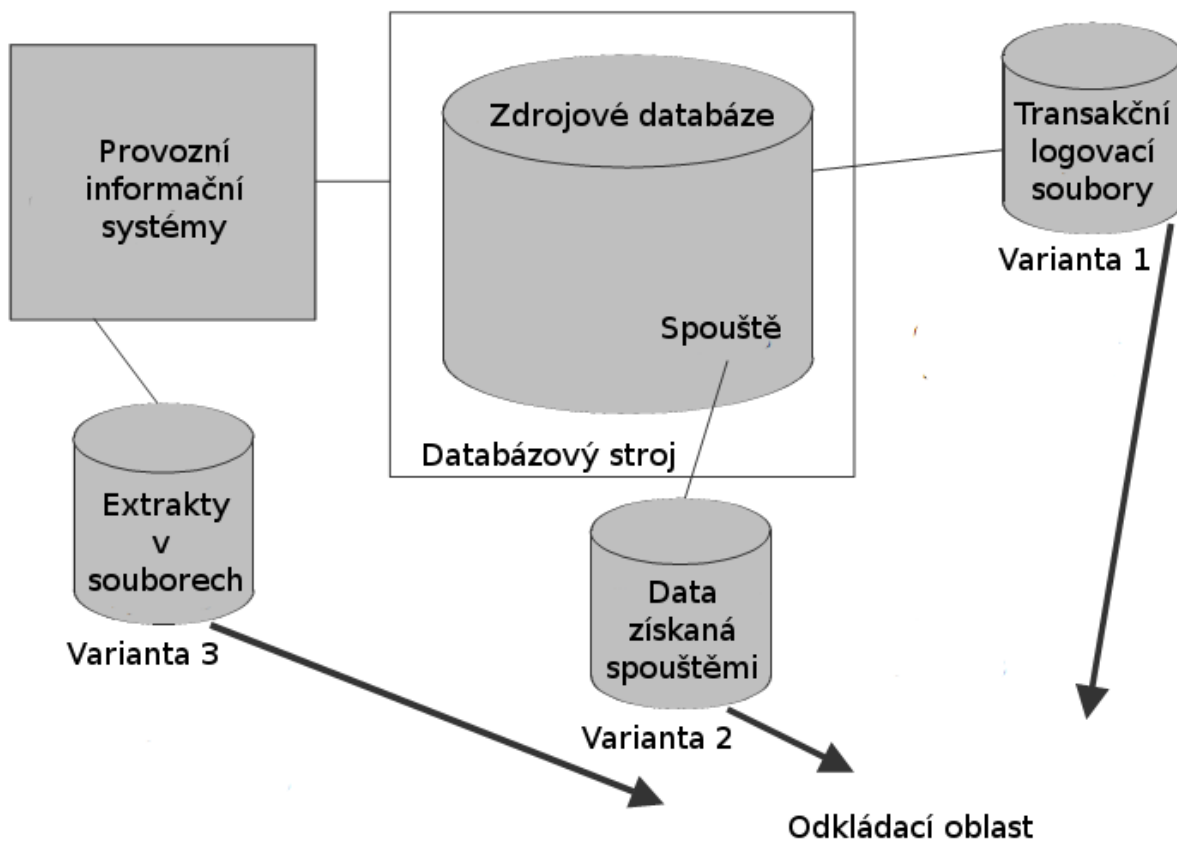 Provozní
informační
systémy
Zdrojové databáze
Spouště
Databázový stroj
Transakční
logovací
soubory
Varianta 1
Extrakty
v
souborech
Varianta 3
Data
získaná
spouštěmi
Varianta 2
Odkládací oblast